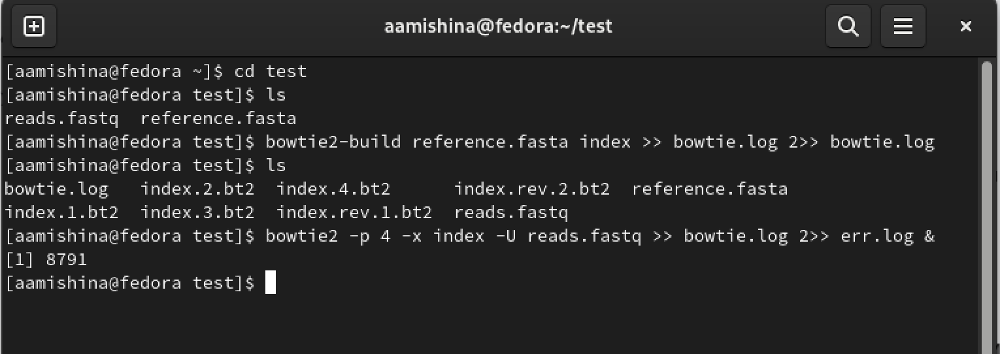 aamishina@fedora:~/test
[aamishina@fedora ~]$ cd test
[aamishina@fedora test]$ ls
reads.fastq  reference.fasta
[aamishina@fedora test]$ bowtie2-build reference.fasta index >> bowtie.log 2>> bowtie.log
[aamishina@fedora test]$ ls
bowtie.log   index.2.bt2  index.4.bt2      index.rev.2.bt2  reference.fasta
index.1.bt2  index.3.bt2  index.rev.1.bt2  reads.fastq
[aamishina@fedora test]$ bowtie2 -p 4 -x index -U reads.fastq >> bowtie.log 2>> err.log &
[1] 8791
[aamishina@fedora test]$